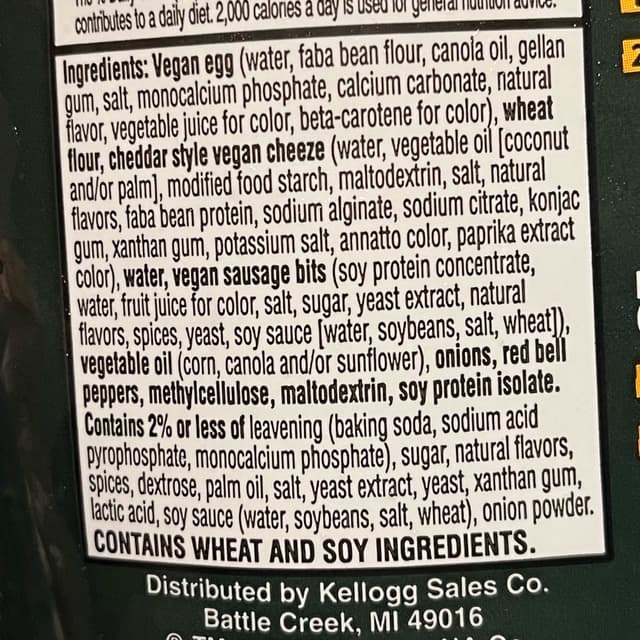 contributes to a daily diet. 2,000 calories a day is used for general nutrition advice.
Ingredients: Vegan egg (water, faba bean flour, canola oil, gellan
gum, salt, monocalcium phosphate, calcium carbonate, natural
flavor, vegetable juice for color, beta-carotene for color), wheat
flour, cheddar style vegan cheeze (water, vegetable oil [coconut
and/or palm], modified food starch, maltodextrin, salt, natural
flavors, faba bean protein, sodium alginate, sodium citrate, konjac
gum, xanthan gum, potassium salt, annatto color, paprika extract
color), water, vegan sausage bits (soy protein concentrate,
water, fruit juice for color, salt, sugar, yeast extract, natural
flavors, spices, yeast, soy sauce [water, soybeans, salt, wheat]),
vegetable oil (corn, canola and/or sunflower), onions, red bell
peppers, methylcellulose, maltodextrin, soy protein isolate.
Contains 2% or less of leavening (baking soda, sodium acid
pyrophosphate, monocalcium phosphate), sugar, natural flavors,
spices, dextrose, palm oil, salt, yeast extract, yeast, xanthan gum,
lactic acid, soy sauce (water, soybeans, salt, wheat), onion powder.
CONTAINS WHEAT AND SOY INGREDIENTS.
Distributed by Kellogg Sales Co.
Battle Creek, MI 49016